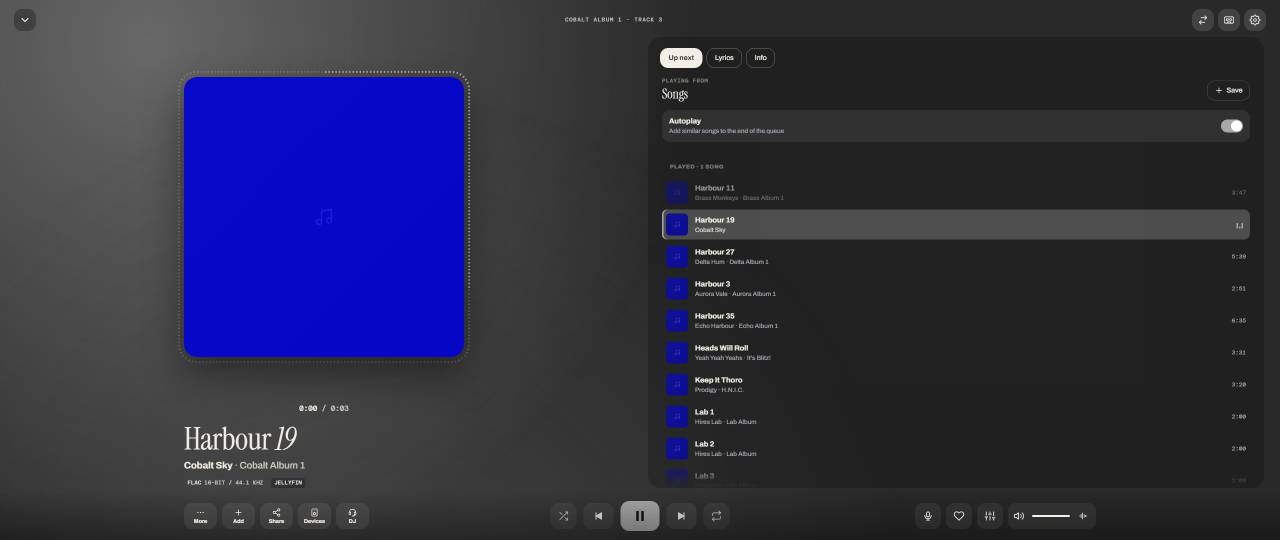 COBALT ALBUM 1 - TRACK 3
Up next
Lyrics
Info
PLAYING FROM
Songs
Save
Autoplay
Add similar songs to the end of the queue
PLAYED · 1 SONG
Harbour 11
Brass Monkeys · Brass Album 1
3:47
Harbour 19
Cobalt Sky
Harbour 27
Delta Hum · Delta Album 1
5:39
Harbour 3
Aurora Vale · Aurora Album 1
2:51
Harbour 35
Echo Harbour · Echo Album 1
6:35
Heads Will Roll
Yeah Yeah Yeahs · It's Blitz!
3:31
Keep It Thoro
Prodigy · H.N.I.C.
3:20
Lab 1
Hires Lab · Lab Album
2:00
Lab 2
Hires Lab · Lab Album
2:00
Lab 3
0:00 / 0:03
Harbour 19
Cobalt Sky · Cobalt Album 1
FLAC 16-BIT / 44.1 KHZ JELLYFIN
More
Add
Share
Devices
DJ